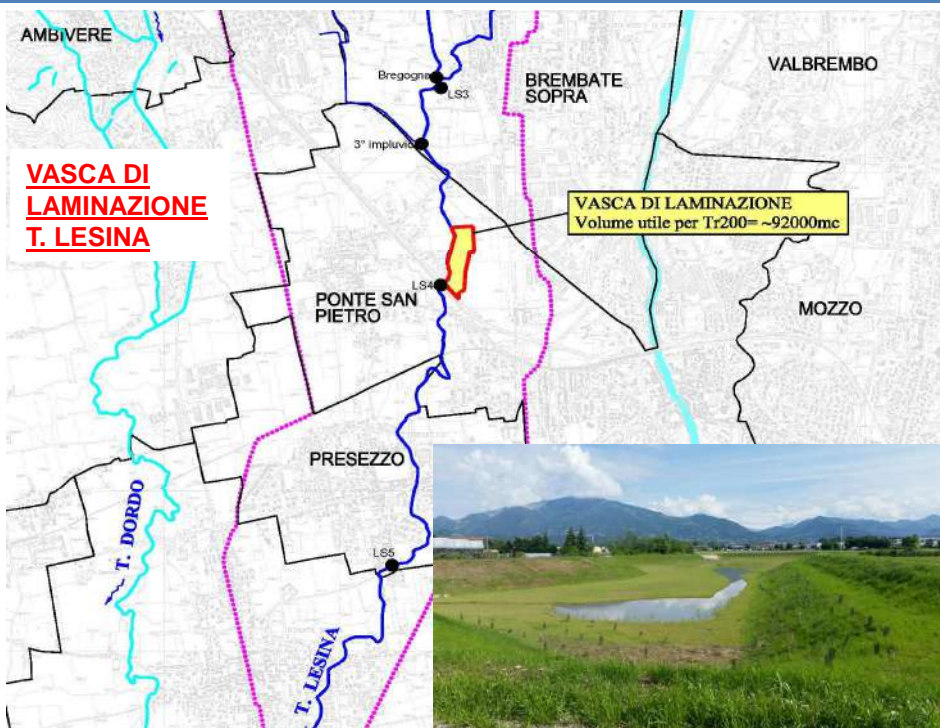 AMBIVERE
Bregogna
LS3
BREMBATE
SOPRA
VALBREMBO
3° impluvio
VASCA DI
LAMINAZIONE
T. LESINA
VASCA DI LAMINAZIONE
Volume utile per Tr200= ~92000mc
LS4
PONTE SAN
PIETRO
MOZZO
PRESEZZO
T. DORDO
LS5
T. LESINA